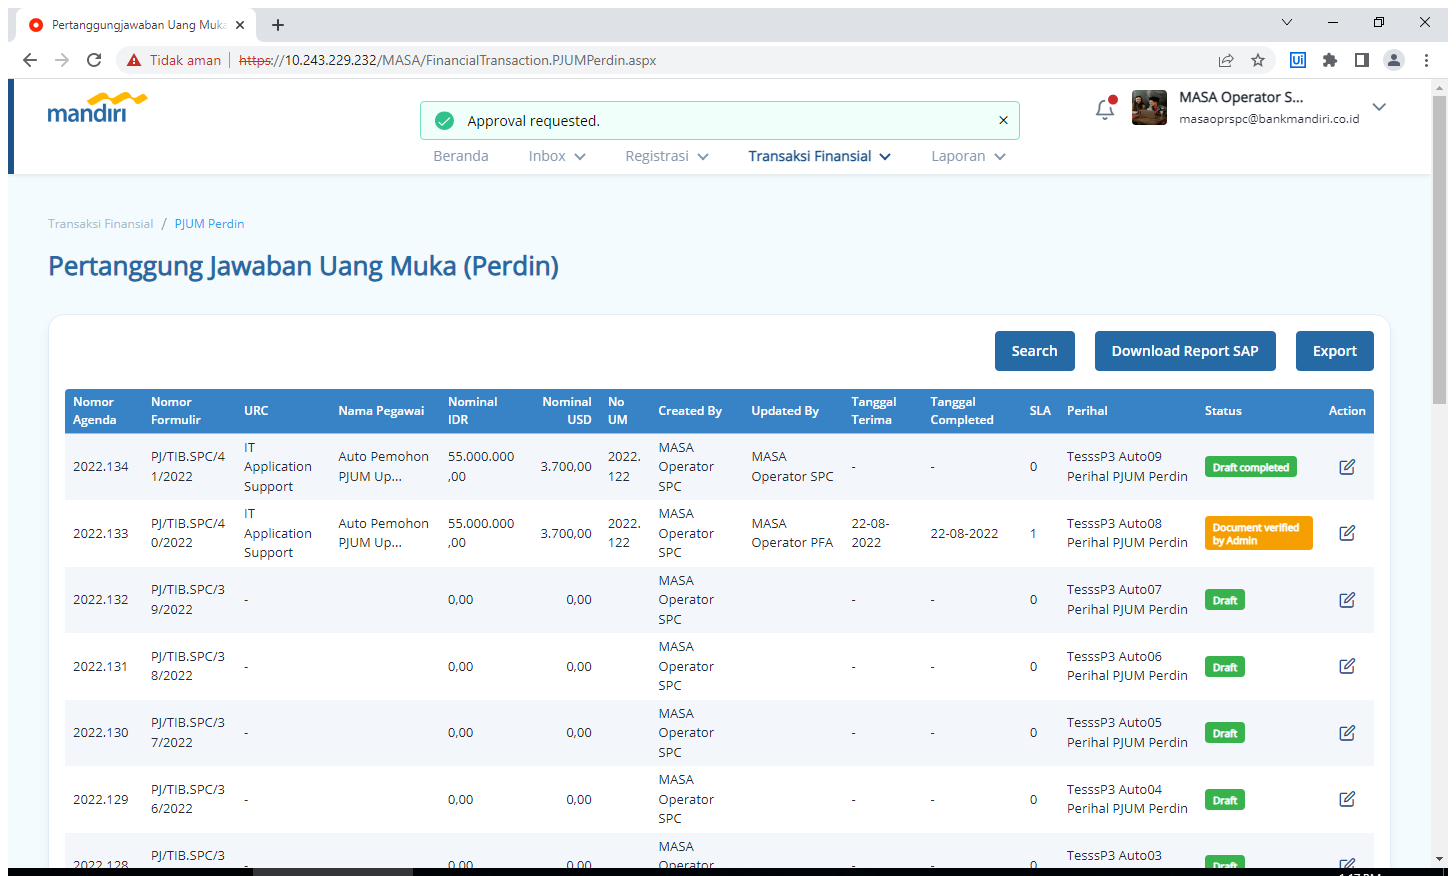 Pertanggungjawaban Uang Muka
Tidak aman
https://10.243.229.232/MASA/FinancialTransaction.PJUMPerdin.aspx
Ui
mandiri
Approval requested.
MASA Operator S...
masaoprspc@bankmandiri.co.id
Beranda Inbox Registrasi Transaksi Finansial Laporan
Transaksi Finansial / PJUM Perdin
Pertanggung Jawaban Uang Muka (Perdin)
Search Download Report SAP Export
Nomor Agenda Nomor Formulir URC Nama Pegawai Nominal IDR Nominal USD No UM Created By Updated By Tanggal Terima Tanggal Completed SLA Perihal Status Action
2022.134 PJ/TIB.SPC/41/2022 IT Application Support Auto Pemohon PJUM Up... 55.000.000,00 3.700,00 2022.122 MASA Operator SPC MASA Operator SPC - - 0 TesssP3 Auto09 Perihal PJUM Perdin Draft completed
2022.133 PJ/TIB.SPC/40/2022 IT Application Support Auto Pemohon PJUM Up... 55.000.000,00 3.700,00 2022.122 MASA Operator SPC MASA Operator PFA 22-08-2022 22-08-2022 1 TesssP3 Auto08 Perihal PJUM Perdin Document verified by Admin
2022.132 PJ/TIB.SPC/39/2022 - 0,00 0,00 MASA Operator SPC - - 0 TesssP3 Auto07 Perihal PJUM Perdin Draft
2022.131 PJ/TIB.SPC/38/2022 - 0,00 0,00 MASA Operator SPC - - 0 TesssP3 Auto06 Perihal PJUM Perdin Draft
2022.130 PJ/TIB.SPC/37/2022 - 0,00 0,00 MASA Operator SPC - - 0 TesssP3 Auto05 Perihal PJUM Perdin Draft
2022.129 PJ/TIB.SPC/36/2022 - 0,00 0,00 MASA Operator SPC - - 0 TesssP3 Auto04 Perihal PJUM Perdin Draft
2022.128 PJ/TIB.SPC/3 - 0,00 0,00 MASA Operator - - 0 TesssP3 Auto03 Draft